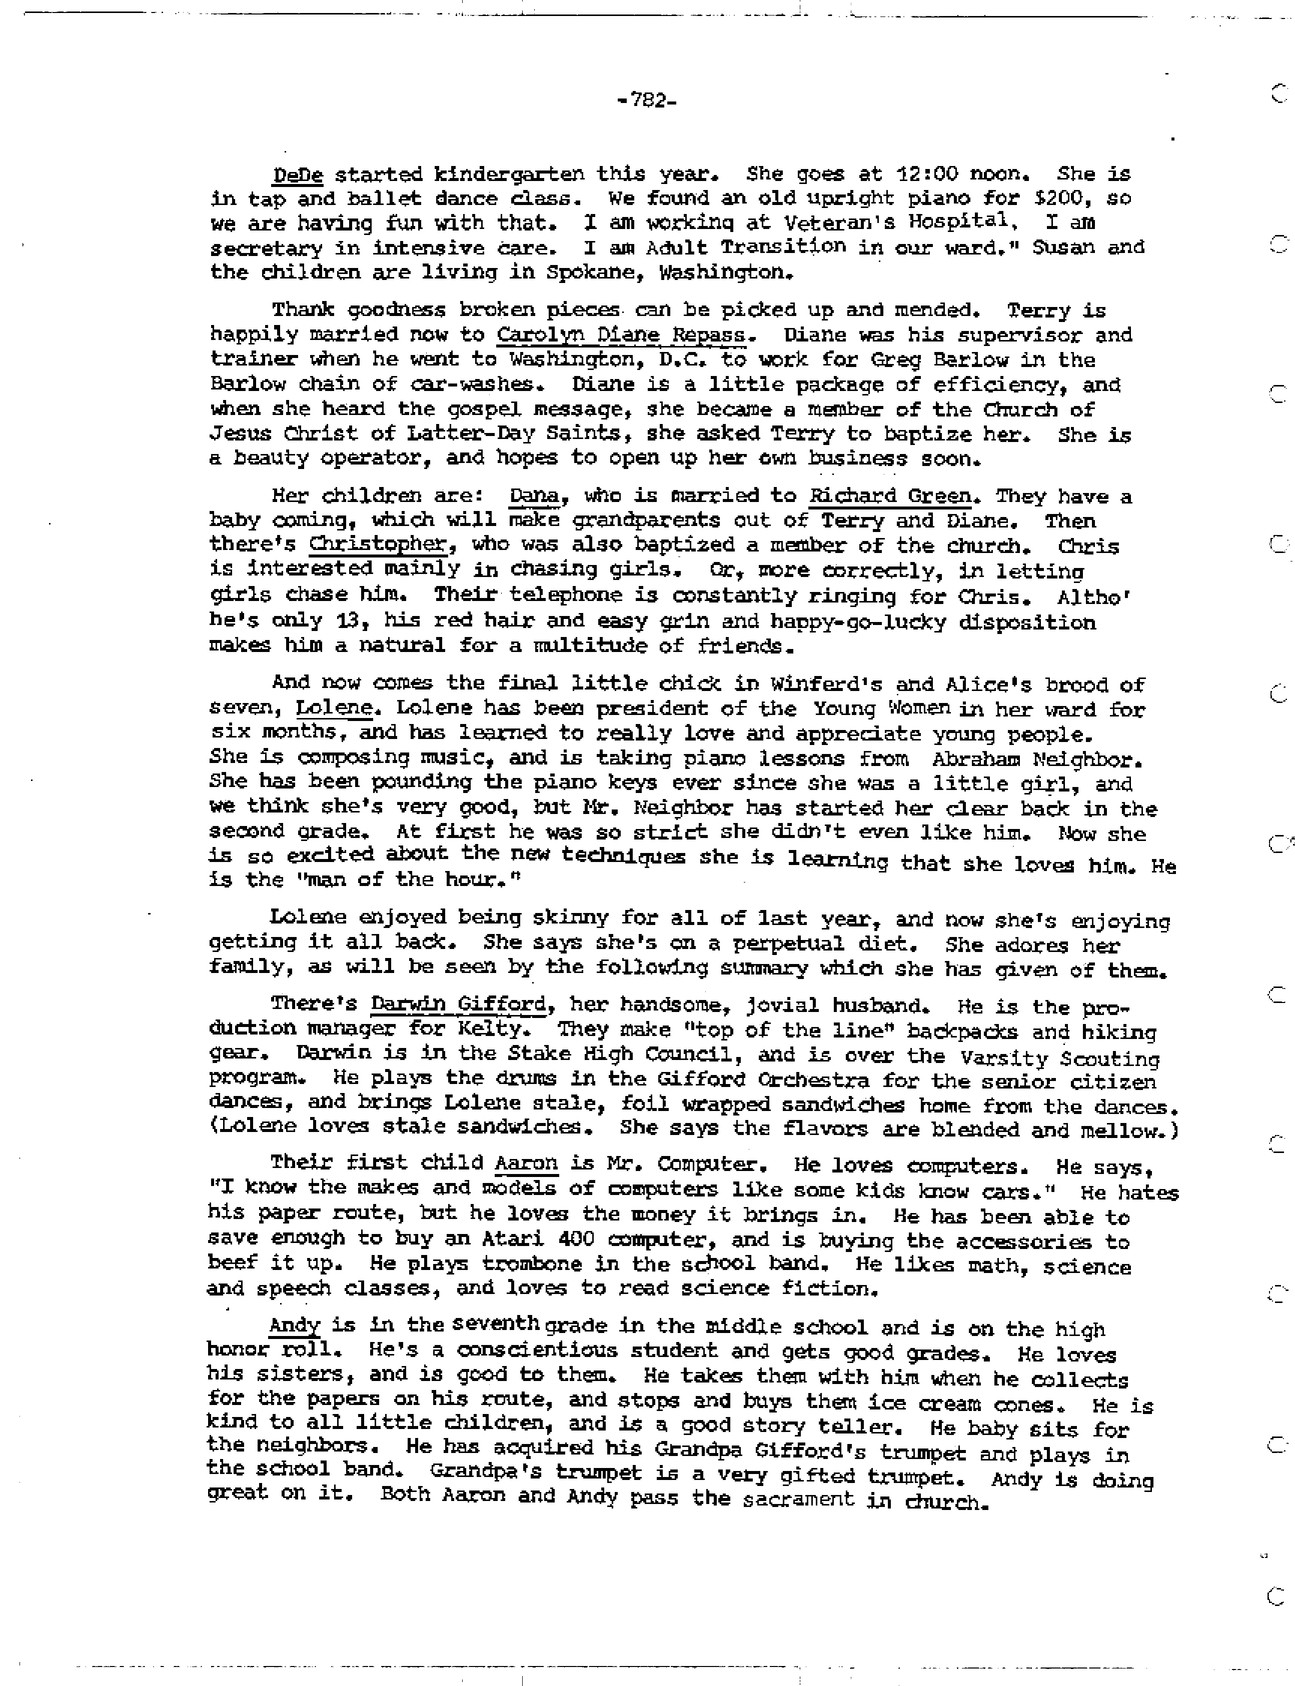 -782-
DeDe started kindergarten this year. She goes at 12:00 noon. She is
in tap and ballet dance class. We found an old upright piano for $200, so
we are having fun with that. I am working at Veteran's Hospital, I am
secretary in intensive care. I am Adult Transition in our ward." Susan and
the children are living in Spokane, Washington.
Thank goodness broken pieces can be picked up and mended. Terry is
happily married now to Carolyn Diane Repass. Diane was his supervisor and
trainer when he went to Washington, D.C. to work for Greg Barlow in the
Barlow chain of car-washes. Diane is a little package of efficiency, and
when she heard the gospel message, she became a member of the Church of
Jesus Christ of Latter-Day Saints, she asked Terry to baptize her. She is
a beauty operator, and hopes to open up her own business soon.
Her children are: Dana, who is married to Richard Green. They have a
baby coming, which will make grandparents out of Terry and Diane. Then
there's Christopher, who was also baptized a member of the church. Chris
is interested mainly in chasing girls. Or, more correctly, in letting
girls chase him. Their telephone is constantly ringing for Chris. Altho'
he's only 13, his red hair and easy grin and happy-go-lucky disposition
makes him a natural for a multitude of friends.
And now comes the final little chick in Winferd's and Alice's brood of
seven, Lolene. Lolene has been president of the Young Women in her ward for
six months, and has learned to really love and appreciate young people.
She is composing music, and is taking piano lessons from Abraham Neighbor.
She has been pounding the piano keys ever since she was a little girl, and
we think she's very good, but Mr. Neighbor has started her clear back in the
second grade. At first he was so strict she didn't even like him. Now she
is so excited about the new techniques she is learning that she loves him. He
is the "man of the hour."
Lolene enjoyed being skinny for all of last year, and now she's enjoying
getting it all back. She says she's on a perpetual diet. She adores her
family, as will be seen by the following summary which she has given of them.
There's Darwin Gifford, her handsome, jovial husband. He is the pro-
duction manager for Kelty. They make "top of the line" backpacks and hiking
gear. Darwin is in the Stake High Council, and is over the Varsity Scouting
program. He plays the drums in the Gifford Orchestra for the senior citizen
dances, and brings Lolene stale, foil wrapped sandwiches home from the dances.
(Lolene loves stale sandwiches. She says the flavors are blended and mellow.)
Their first child Aaron is Mr. Computer. He loves computers. He says,
"I know the makes and models of computers like some kids know cars." He hates
his paper route, but he loves the money it brings in. He has been able to
save enough to buy an Atari 400 computer, and is buying the accessories to
beef it up. He plays trombone in the school band. He likes math, science
and speech classes, and loves to read science fiction.
Andy is in the seventh grade in the middle school and is on the high
honor roll. He's a conscientious student and gets good grades. He loves
his sisters, and is good to them. He takes them with him when he collects
for the papers on his route, and stops and buys them ice cream cones. He is
kind to all little children, and is a good story teller. He baby sits for
the neighbors. He has acquired his Grandpa Gifford's trumpet and plays in
the school band. Grandpa's trumpet is a very gifted trumpet. Andy is doing
great on it. Both Aaron and Andy pass the sacrament in church.